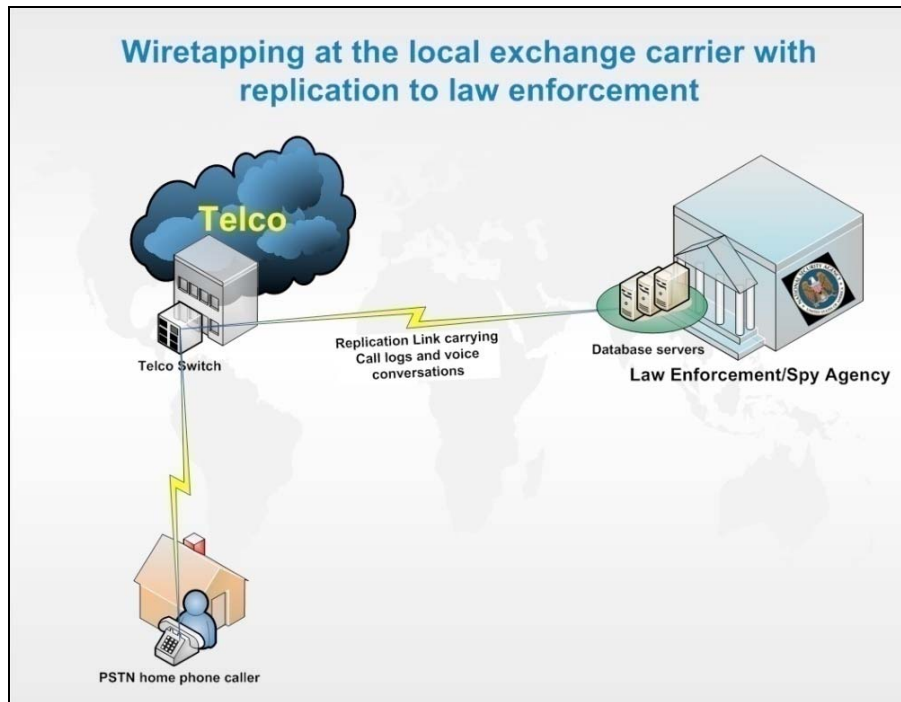 Wiretapping at the local exchange carrier with
replication to law enforcement
Telco
Telco Switch
Replication Link carrying
Call logs and voice
conversations
Database servers
Law Enforcement/Spy Agency
PSTN home phone caller